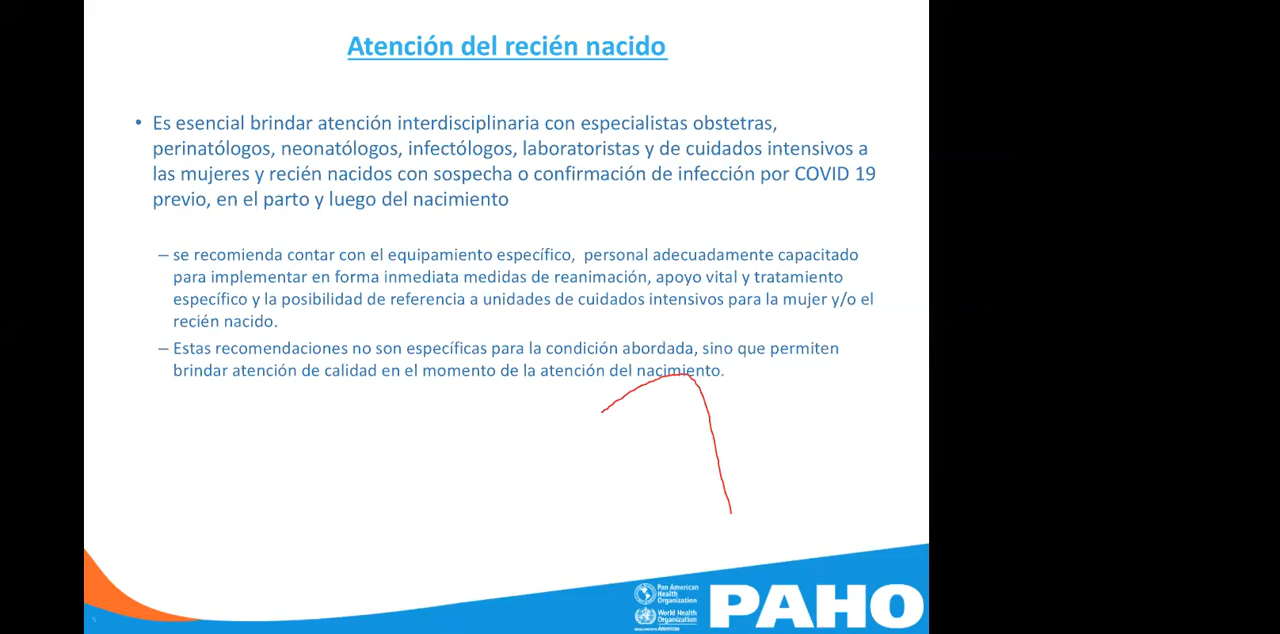 Atención del recién nacido
• Es esencial brindar atención interdisciplinaria con especialistas obstetras,
perinatólogos, neonatólogos, infectólogos, laboratoristas y de cuidados intensivos a
las mujeres y recién nacidos con sospecha o confirmación de infección por COVID 19
previo, en el parto y luego del nacimiento
– se recomienda contar con el equipamiento específico, personal adecuadamente capacitado
para implementar en forma inmediata medidas de reanimación, apoyo vital y tratamiento
específico y la posibilidad de referencia a unidades de cuidados intensivos para la mujer y/o el
recién nacido.
– Estas recomendaciones no son específicas para la condición abordada, sino que permiten
brindar atención de calidad en el momento de la atención del nacimiento.
5
Pan American
Health
Organization
World Health
Organization
Americas
PAHO